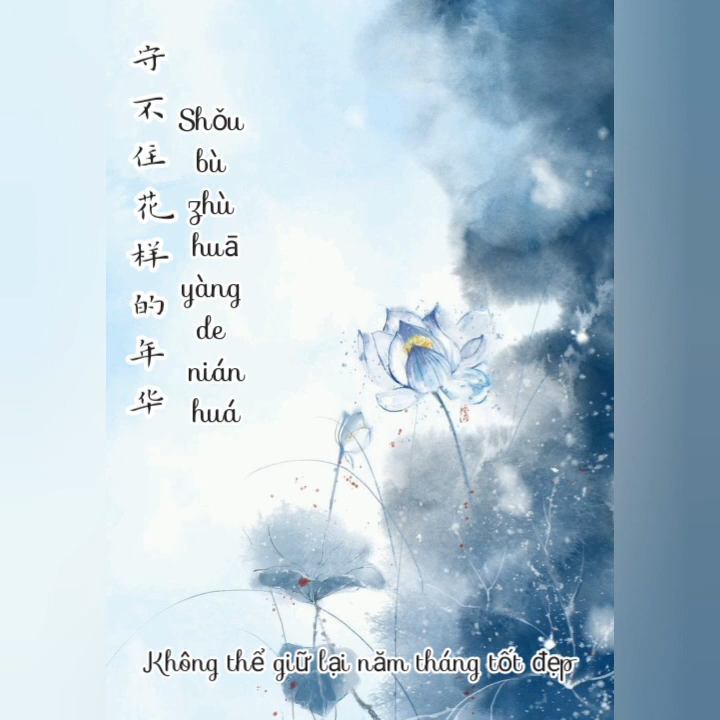 守不住花样的年华
Shǒu
bù
zhù
huā
yàng
de
nián
huá
Không thể giữ lại năm tháng tốt đẹp